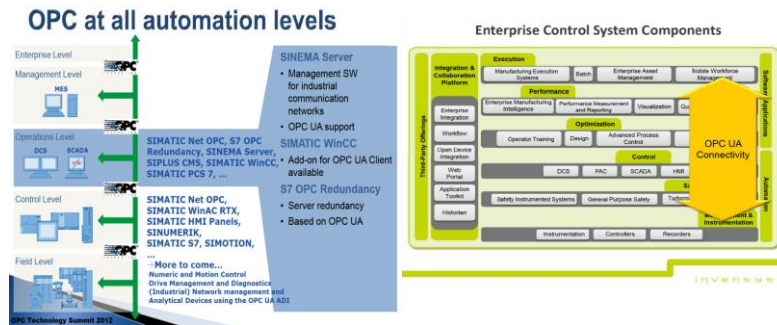 OPC at all automation levels
Enterprise Level
OPC
Management Level
MES
OPC
Operations Level
DCS SCADA
SIMATIC Net OPC, S7 OPC
Redundancy, SINEMA Server,
SIPLUS CMS, SIMATIC WinCC,
SIMATIC PCS 7, ...
OPC
Control Level
SIMATIC Net OPC,
SIMATIC WinAC RTX,
SIMATIC HMI Panels,
SINUMERIK,
SIMATIC S7, SIMOTION,
...
OPC
Field Level
More to come...
Numeric and Motion Control
Drive Management and Diagnostics
(Industrial) Network management and
Analytical Devices using the OPC UA ADI
OPC Technology Summit 2012
SINEMA Server
• Management SW
for industrial
communication
networks
• OPC UA support
SIMATIC WinCC
• Add-on for OPC UA Client
available
S7 OPC Redundancy
• Server redundancy
• Based on OPC UA
Enterprise Control System Components
Third-Party Offerings
Integration &
Collaboration
Platform
Enterprise
Integration
Workflow
Open Device
Integration
Web
Portal
Application
Toolkit
Historian
Execution
Manufacturing Execution
Systems
Batch
Enterprise Asset
Management
Mobile Workforce
Management
Performance
Enterprise Manufacturing
Intelligence
Performance Measurement
and Reporting
Visualization
Optimization
Operator Training
Design
Advanced Process
Control
Control
DCS
PAC
SCADA
HMI
Safety Instrumented Systems
General Purpose Safety
Instrumentation
Instrumentation
Controllers
Recorders
Software
Applications
Automation
OPC UA
Connectivity
invensys